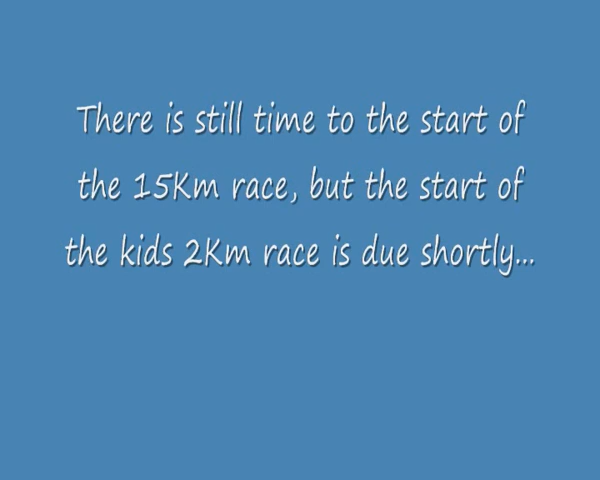 There is still time to the start of
the 15Km race, but the start of
the kids 2Km race is due shortly...